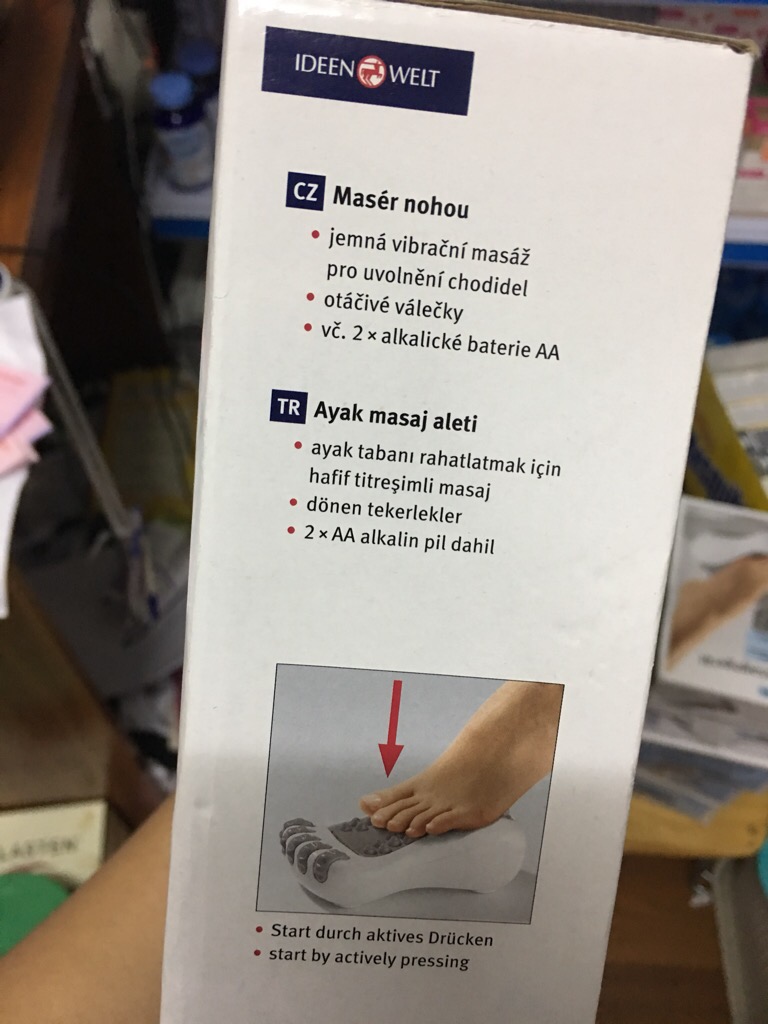 IDEEN WELT
CZ Masér nohou
• jemná vibrační masáž
pro uvolnění chodidel
• otáčivé válečky
• vč. 2 × alkalické baterie AA
TR Ayak masaj aleti
• ayak tabanı rahatlatmak için
hafif titreşimli masaj
• dönen tekerlekler
• 2 × AA alkalin pil dahil
• Start durch aktives Drücken
• start by actively pressing